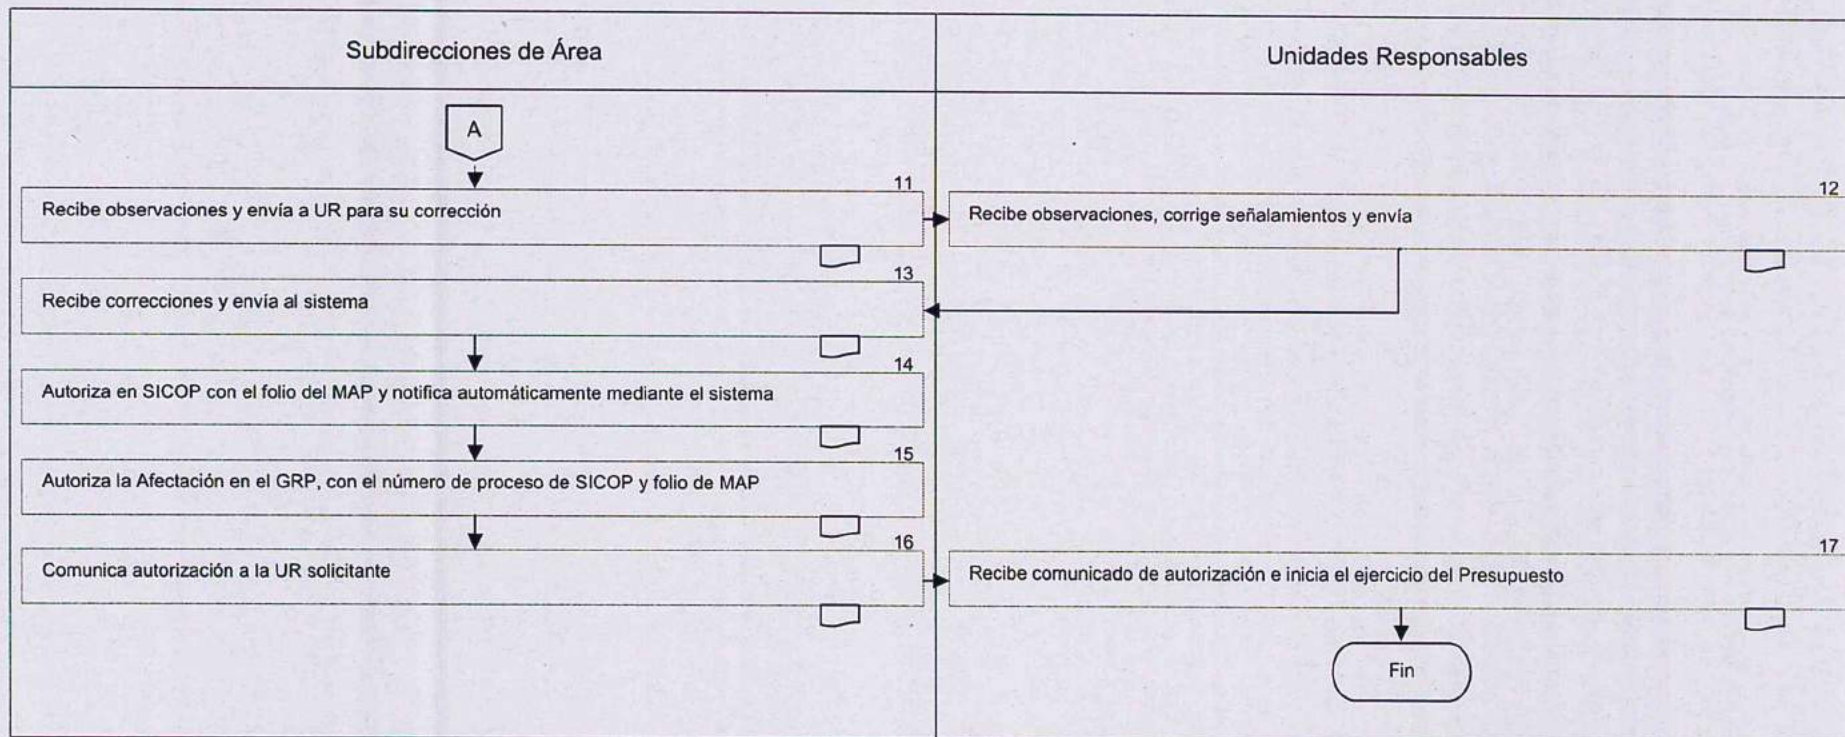 Subdirecciones de Área
Unidades Responsables
A
11
Recibe observaciones y envía a UR para su corrección
12
Recibe observaciones, corrige señalamientos y envía
13
Recibe correcciones y envía al sistema
14
Autoriza en SICOP con el folio del MAP y notifica automáticamente mediante el sistema
15
Autoriza la Afectación en el GRP, con el número de proceso de SICOP y folio de MAP
16
Comunica autorización a la UR solicitante
17
Recibe comunicado de autorización e inicia el ejercicio del Presupuesto
Fin